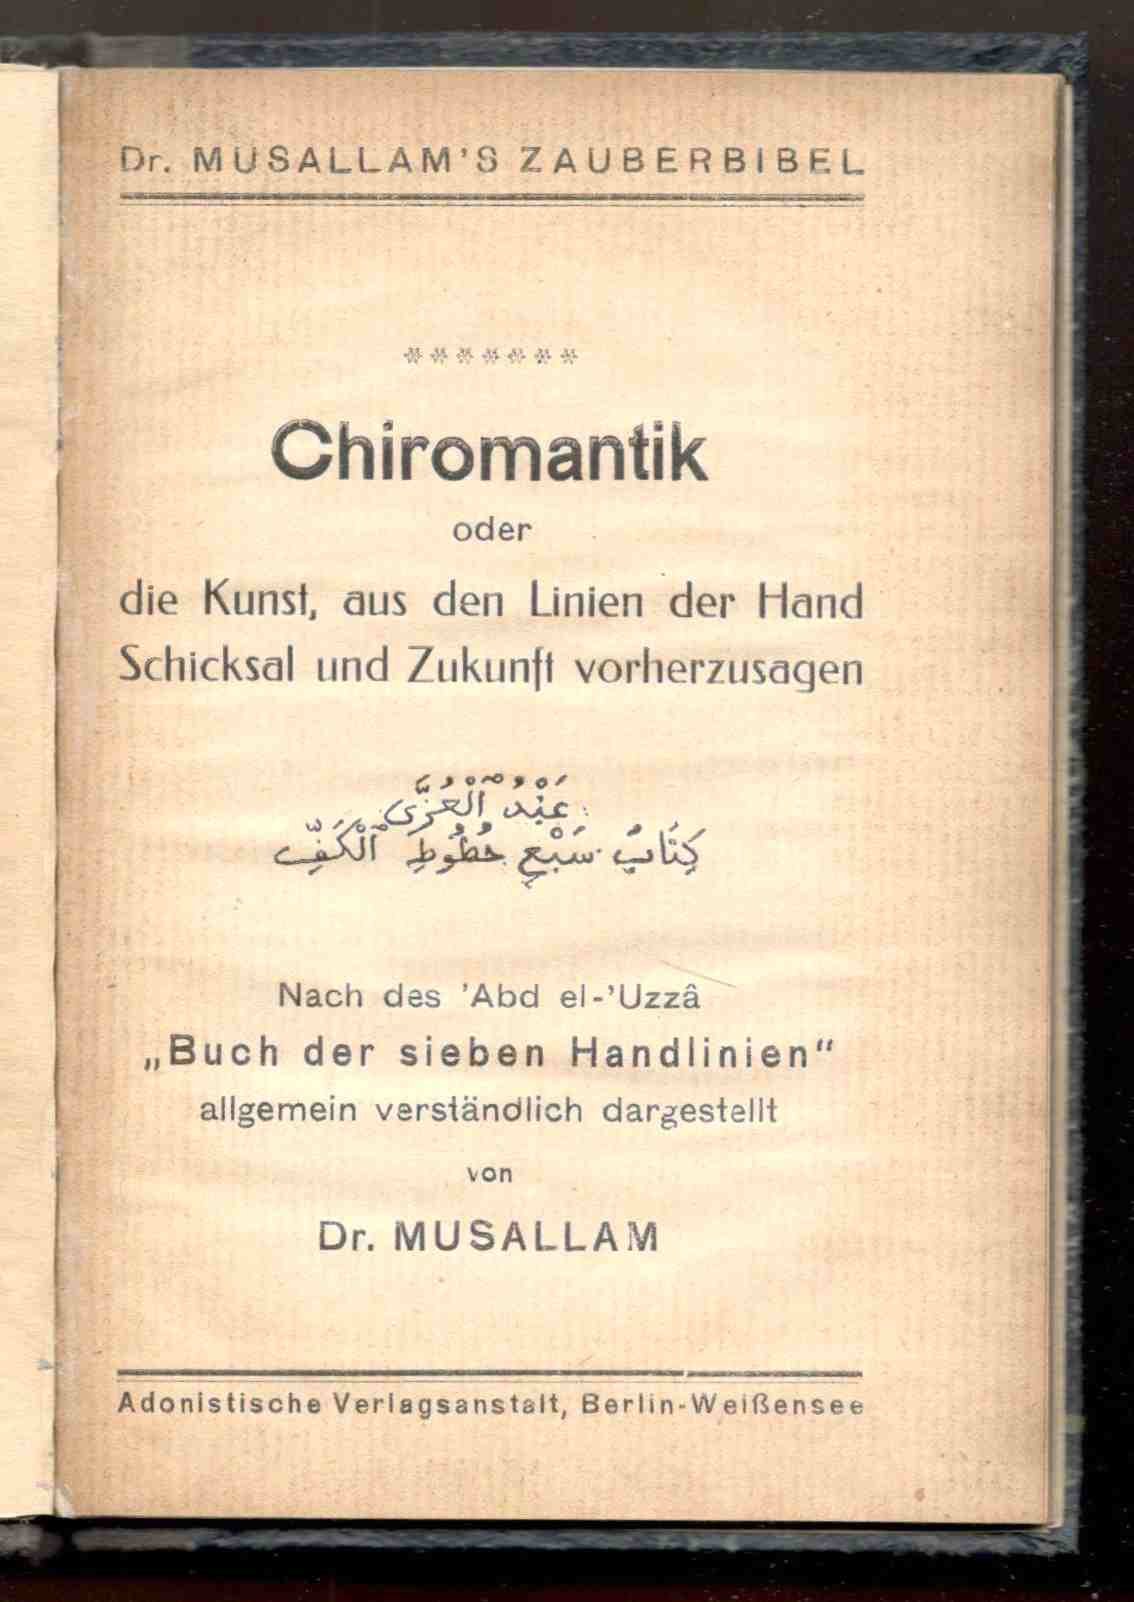 Dr. MUSALLAM'S ZAUBERBIBEL
*******
Chiromantik
oder
die Kunst, aus den Linien der Hand
Schicksal und Zukunft vorherzusagen
عَبْدُ ٱلْعُزَّى
كِتَابُ سَبْعِ خُطُوطِ ٱلْكَفِّ
Nach des 'Abd el-'Uzzâ
„Buch der sieben Handlinien“
allgemein verständlich dargestellt
von
Dr. MUSALLAM
Adonistische Verlagsanstalt, Berlin-Weißensee